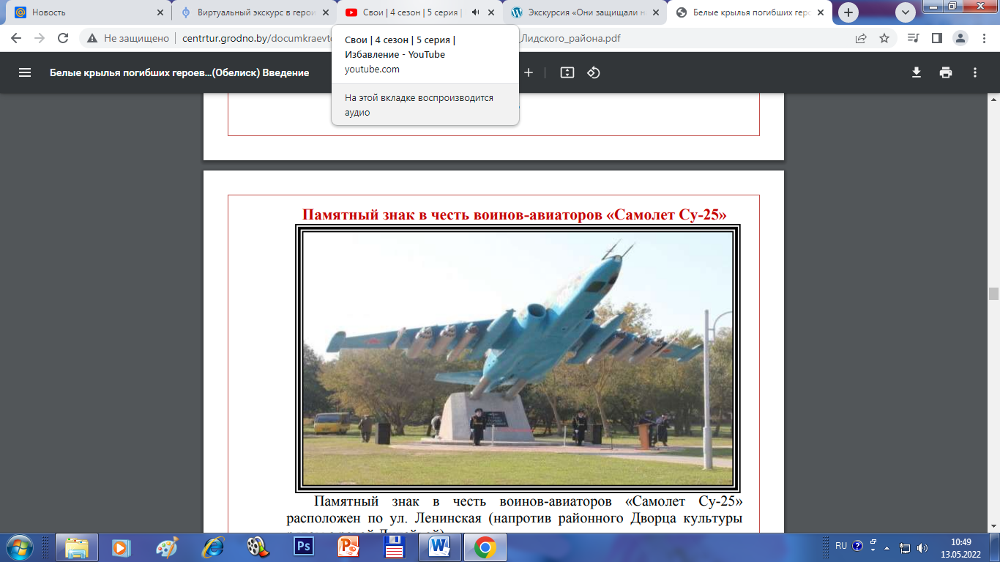 Новость
Виртуальный экскурс в герои
Свои | 4 сезон | 5 серия |
Экскурсия «Они защищали н
Белые крылья погибших геро
Не защищено
centrtur.grodno.by/documkraevt
_Лидского_района.pdf
Свои | 4 сезон | 5 серия |
Избавление - YouTube
youtube.com
На этой вкладке воспроизводится
аудио
Белые крылья погибших героев...(Обелиск) Введение
Памятный знак в честь воинов-авиаторов «Самолет Су-25»
Памятный знак в честь воинов-авиаторов «Самолет Су-25»
расположен по ул. Ленинская (напротив районного Дворца культуры
Ps
P
W
RU
10:49
13.05.2022